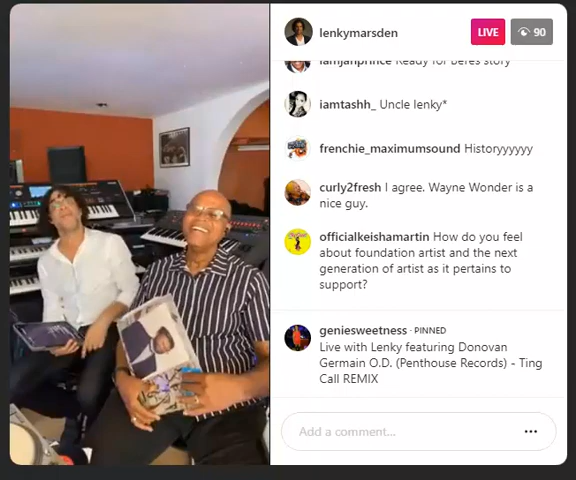 lenkymarsden
LIVE
90
iamjahprince Ready for Beres story
iamtashh_ Uncle lenky*
frenchie_maximumsound Historyyyyyy
curly2fresh I agree. Wayne Wonder is a
nice guy.
officialkeishamartin How do you feel
about foundation artist and the next
generation of artist as it pertains to
support?
geniesweetness · PINNED
Live with Lenky featuring Donovan
Germain O.D. (Penthouse Records) - Ting
Call REMIX
Add a comment...